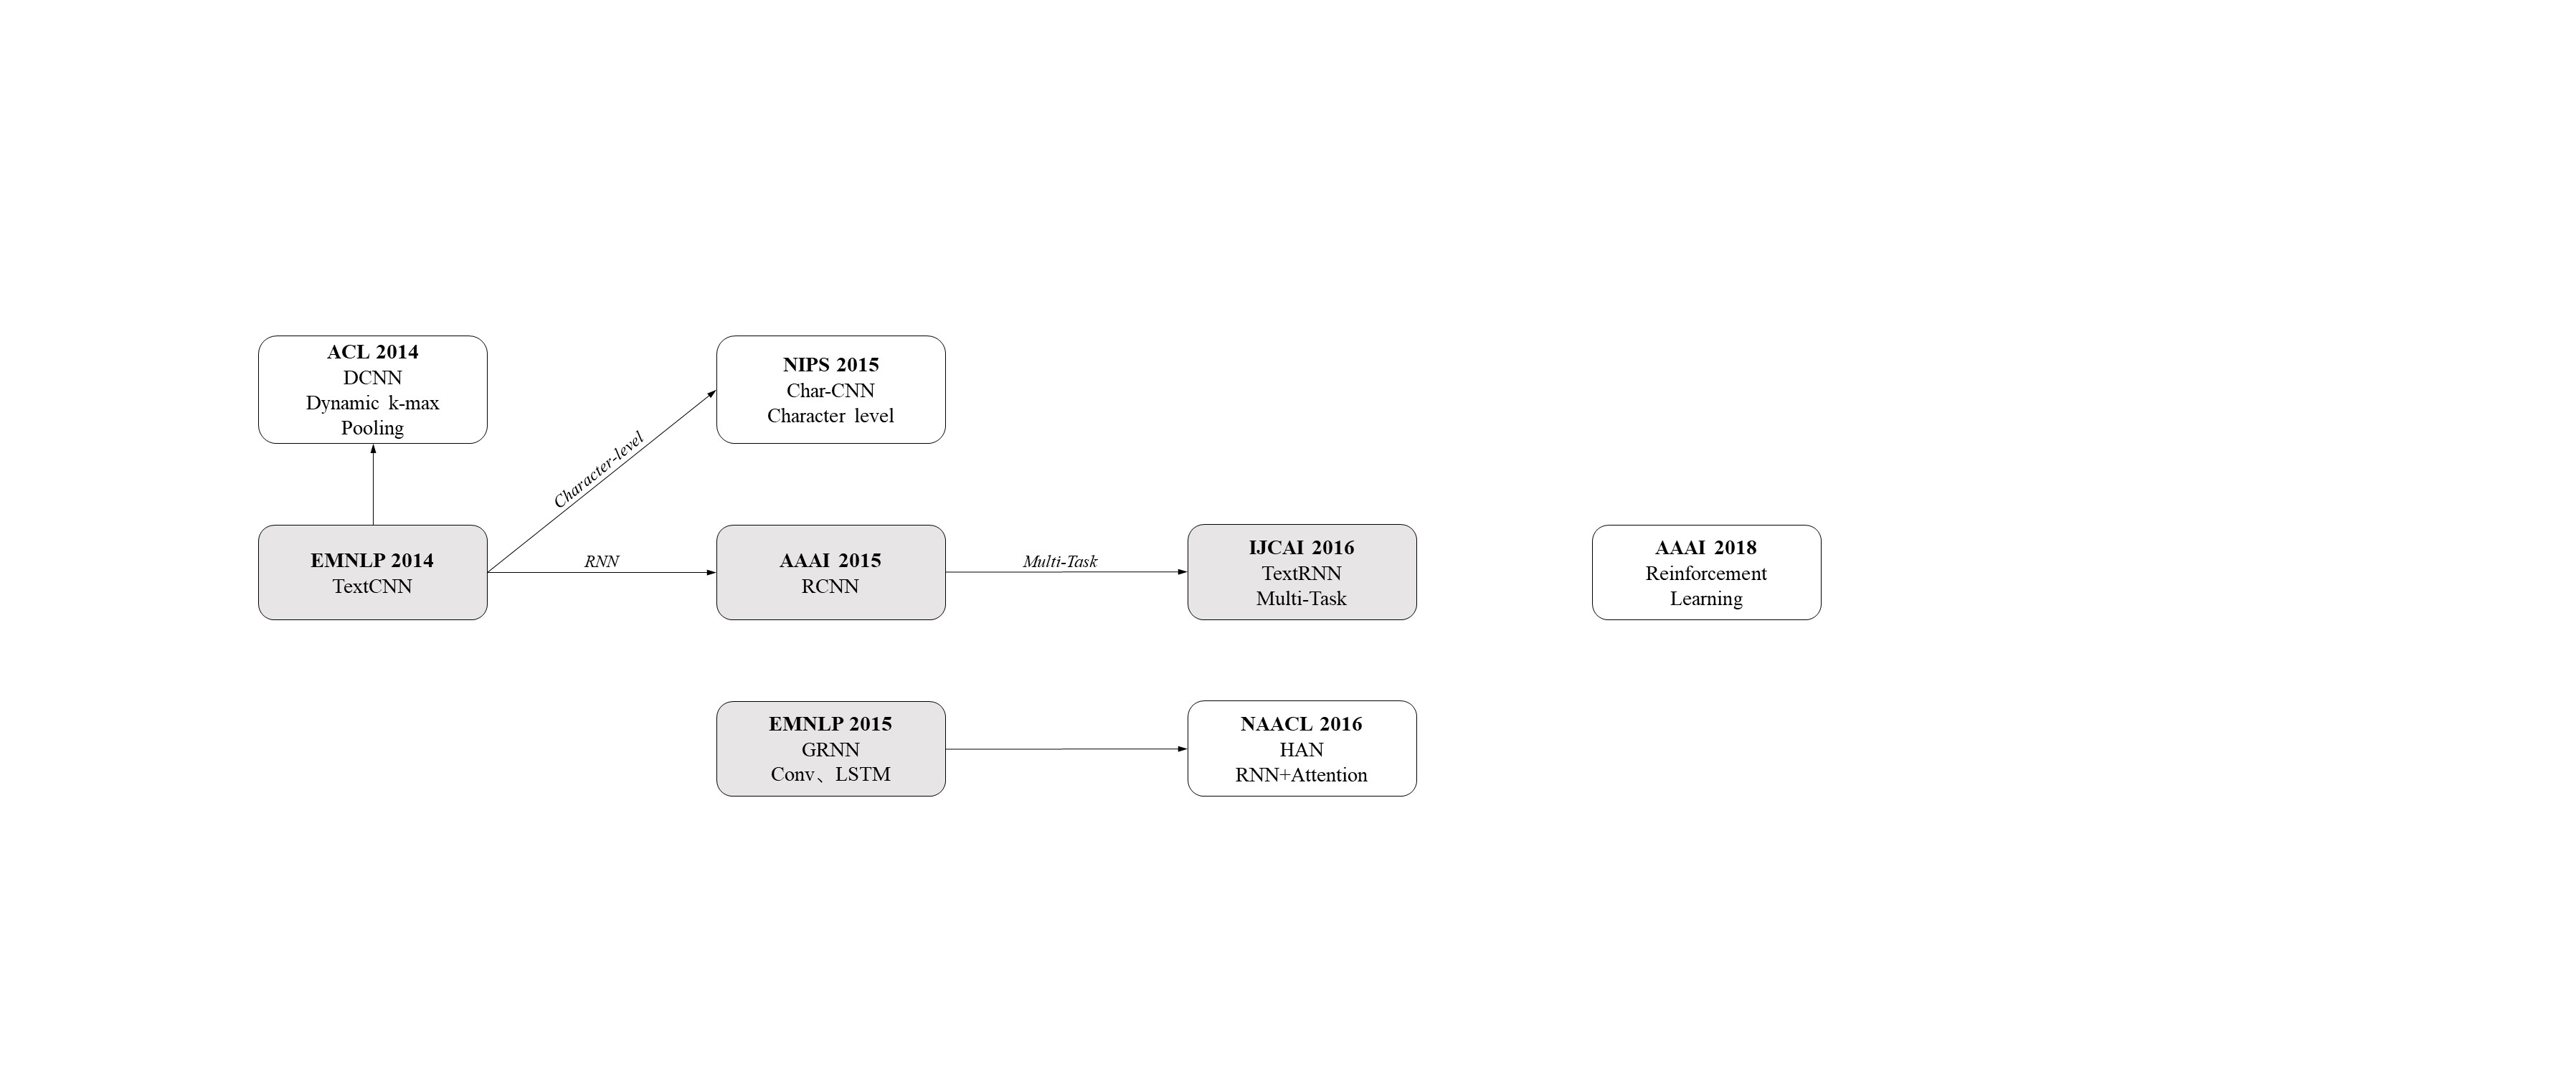 ACL 2014
DCNN
Dynamic k-max
Pooling
NIPS 2015
Char-CNN
Character level
Character-level
EMNLP 2014
TextCNN
RNN
AAAI 2015
RCNN
Multi-Task
IJCAI 2016
TextRNN
Multi-Task
AAAI 2018
Reinforcement
Learning
EMNLP 2015
GRNN
Conv、LSTM
NAACL 2016
HAN
RNN+Attention